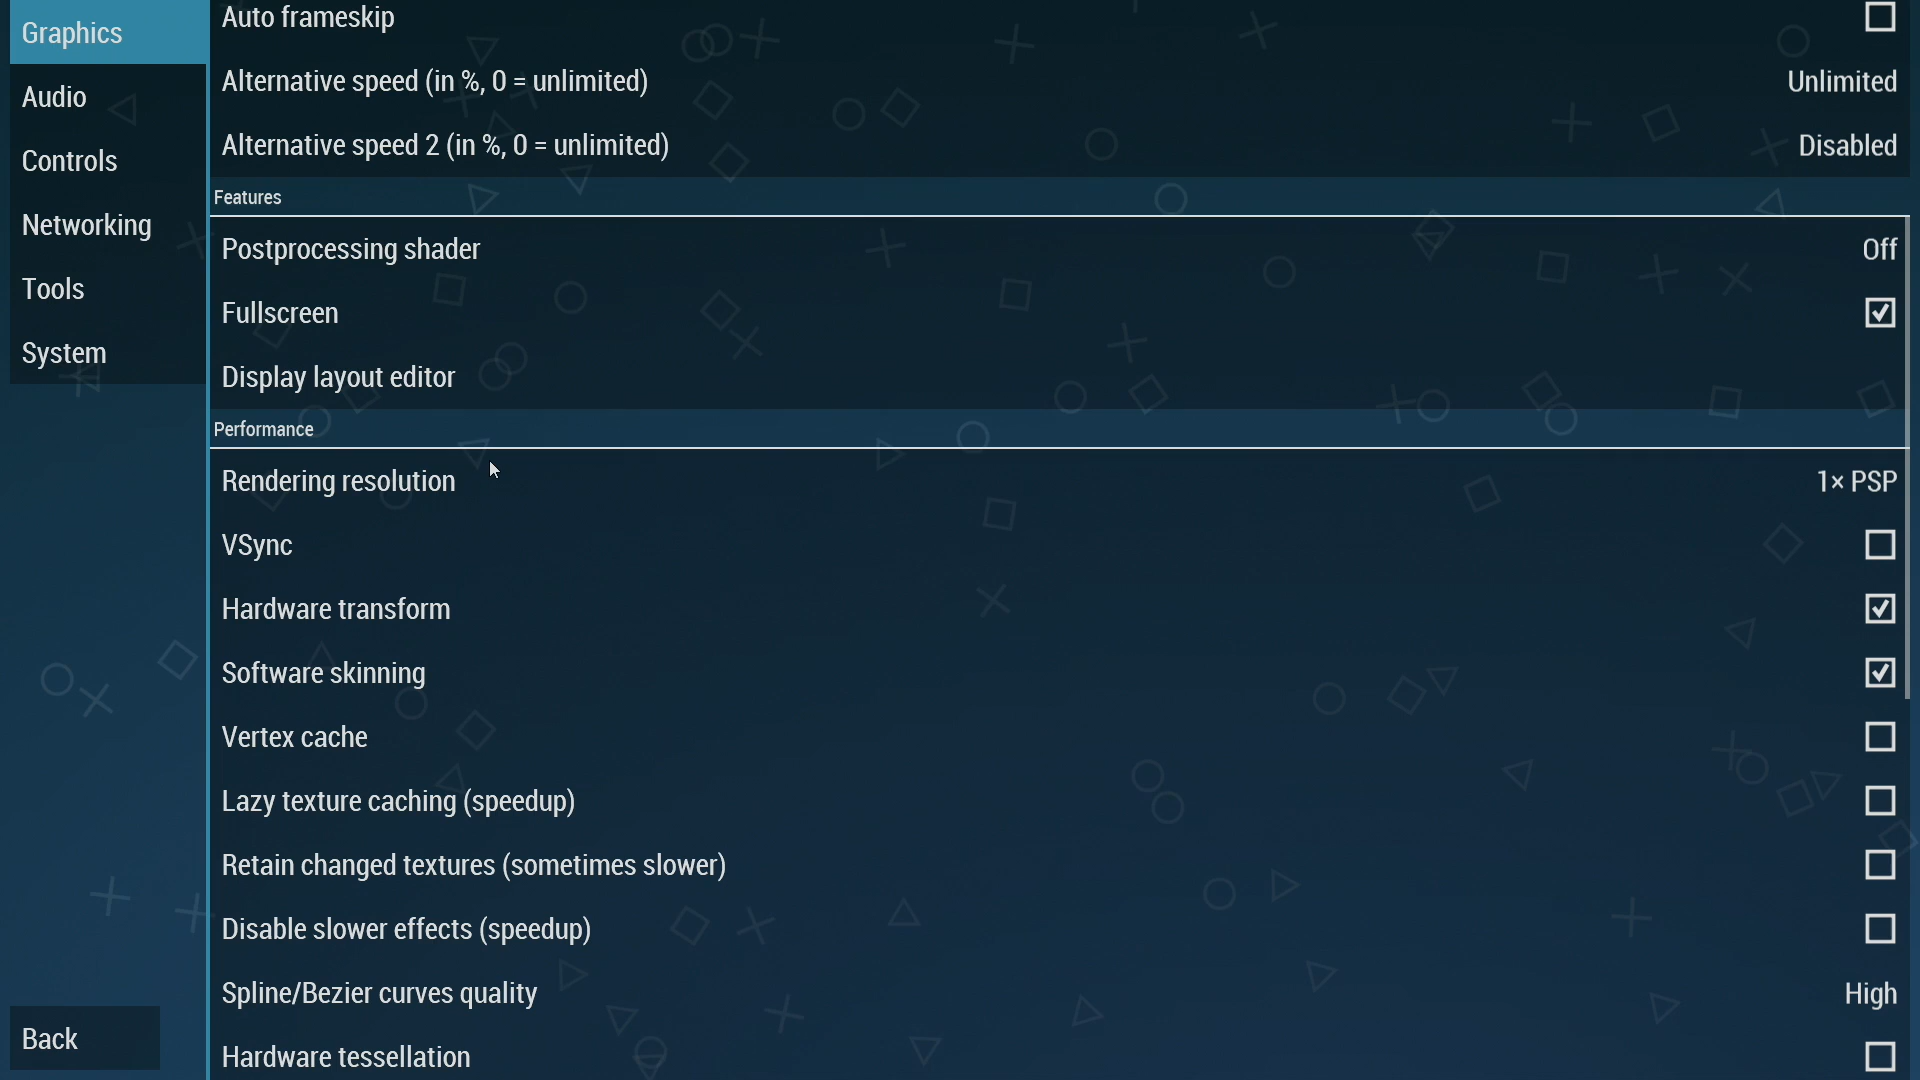 Graphics
Audio
Controls
Networking
Tools
System
Back
Auto frameskip
Alternative speed (in %, 0 = unlimited) Unlimited
Alternative speed 2 (in %, 0 = unlimited) Disabled
Features
Postprocessing shader Off
Fullscreen
Display layout editor
Performance
Rendering resolution 1× PSP
VSync
Hardware transform
Software skinning
Vertex cache
Lazy texture caching (speedup)
Retain changed textures (sometimes slower)
Disable slower effects (speedup)
Spline/Bezier curves quality High
Hardware tessellation